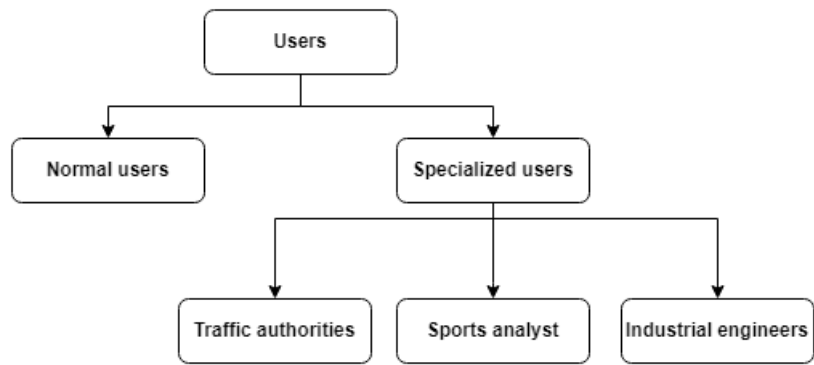 Users
Normal users
Specialized users
Traffic authorities
Sports analyst
Industrial engineers